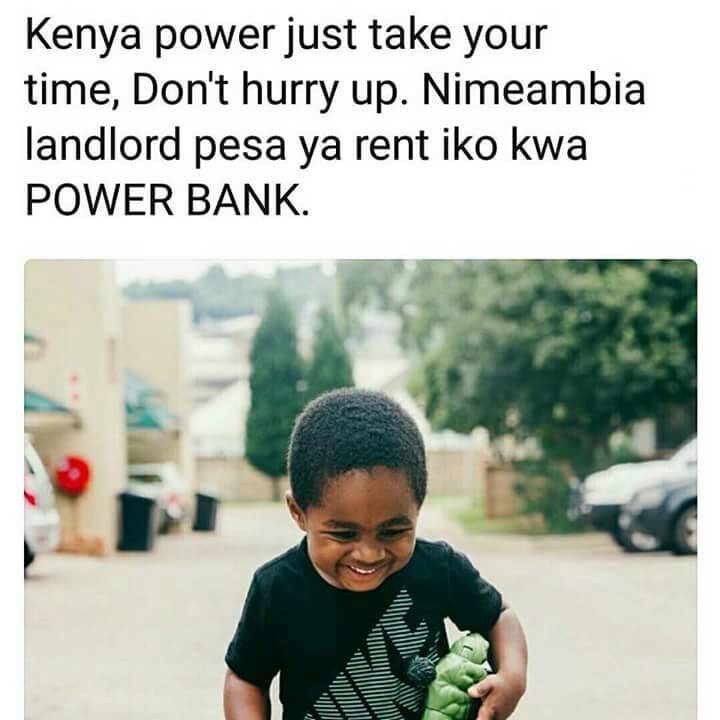 Kenya power just take your
time, Don't hurry up. Nimeambia
landlord pesa ya rent iko kwa
POWER BANK.